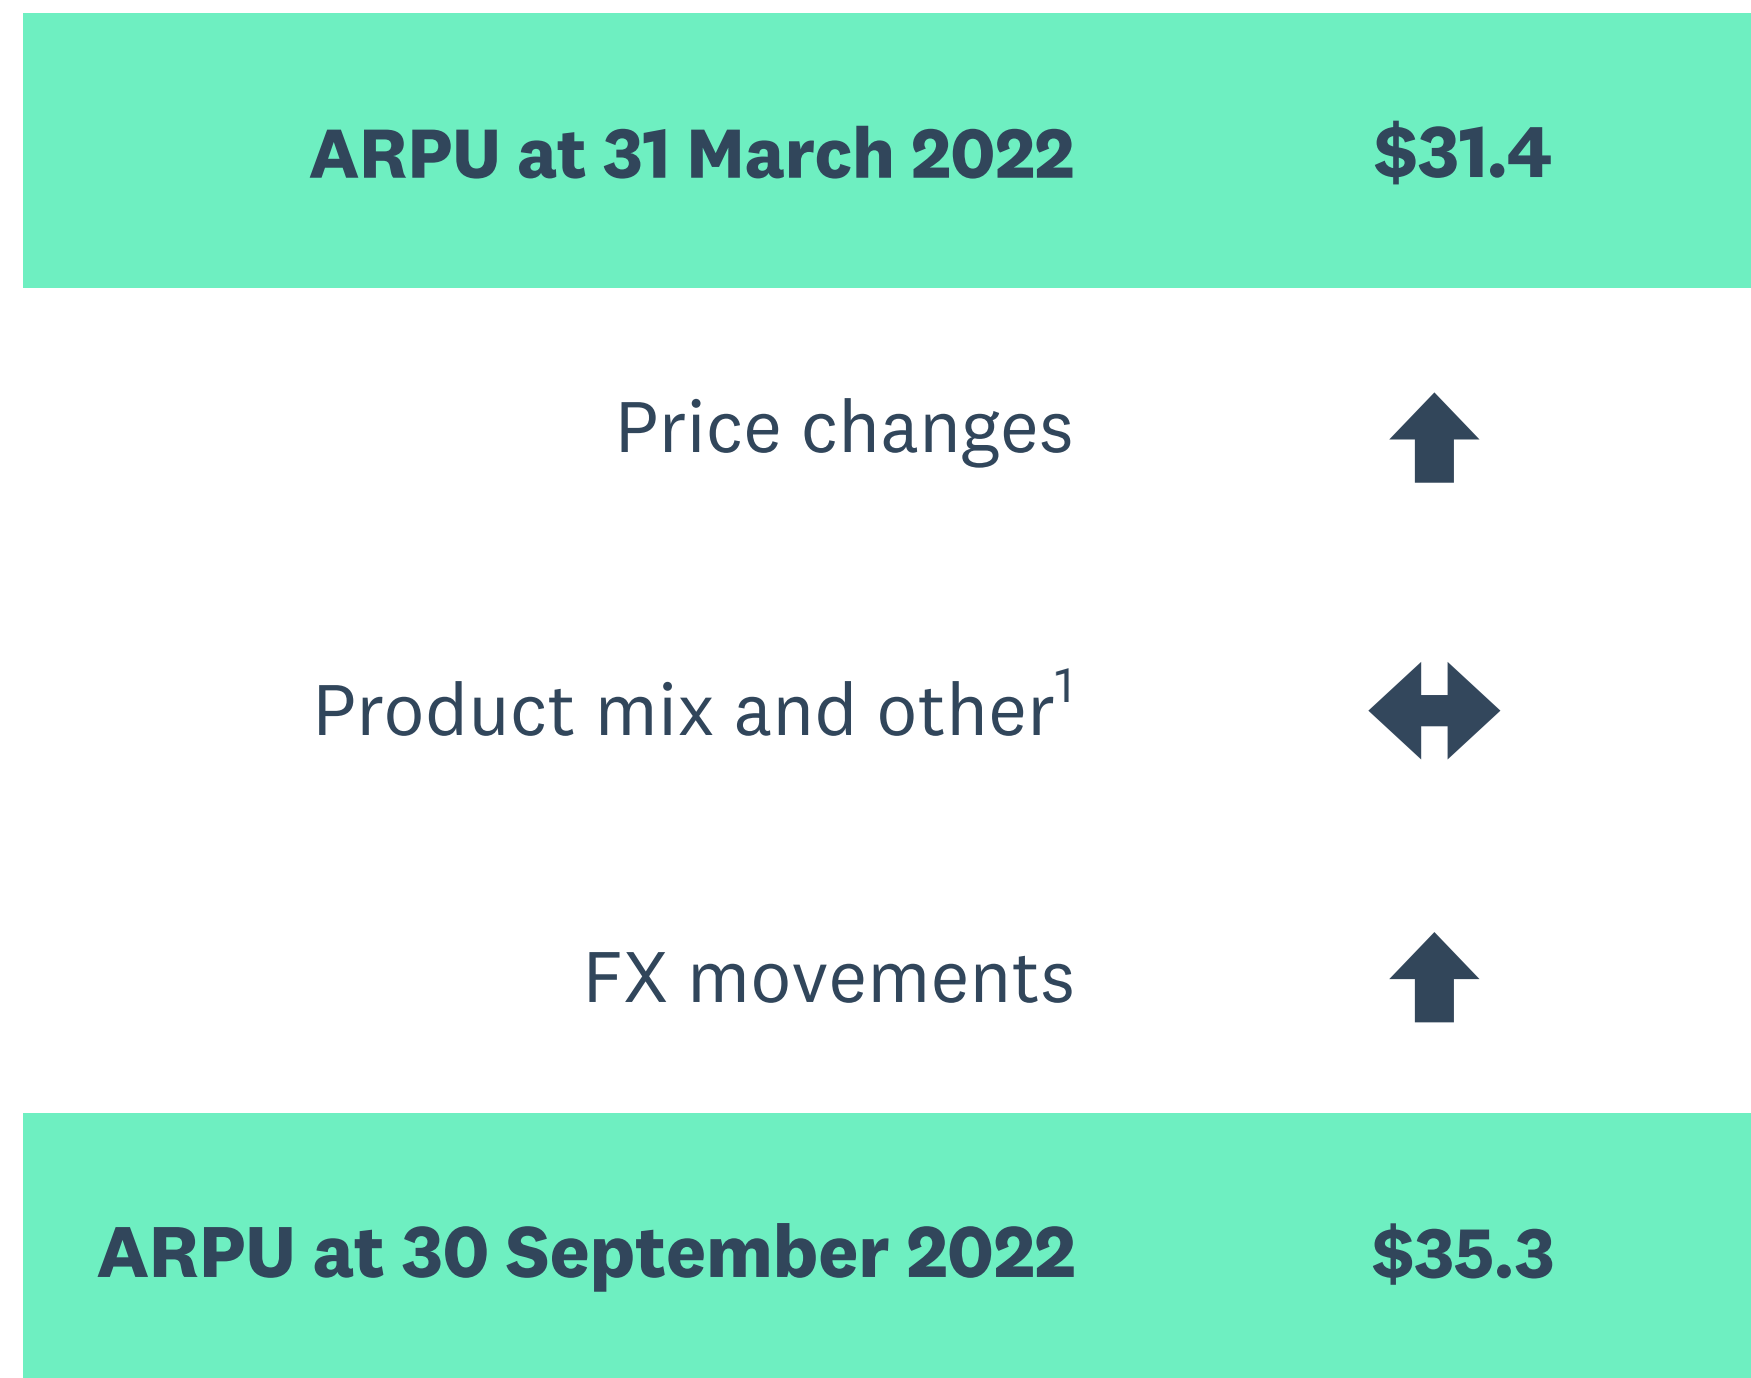 ARPU at 31 March 2022 $31.4
Price changes
Product mix and other¹
FX movements
ARPU at 30 September 2022 $35.3